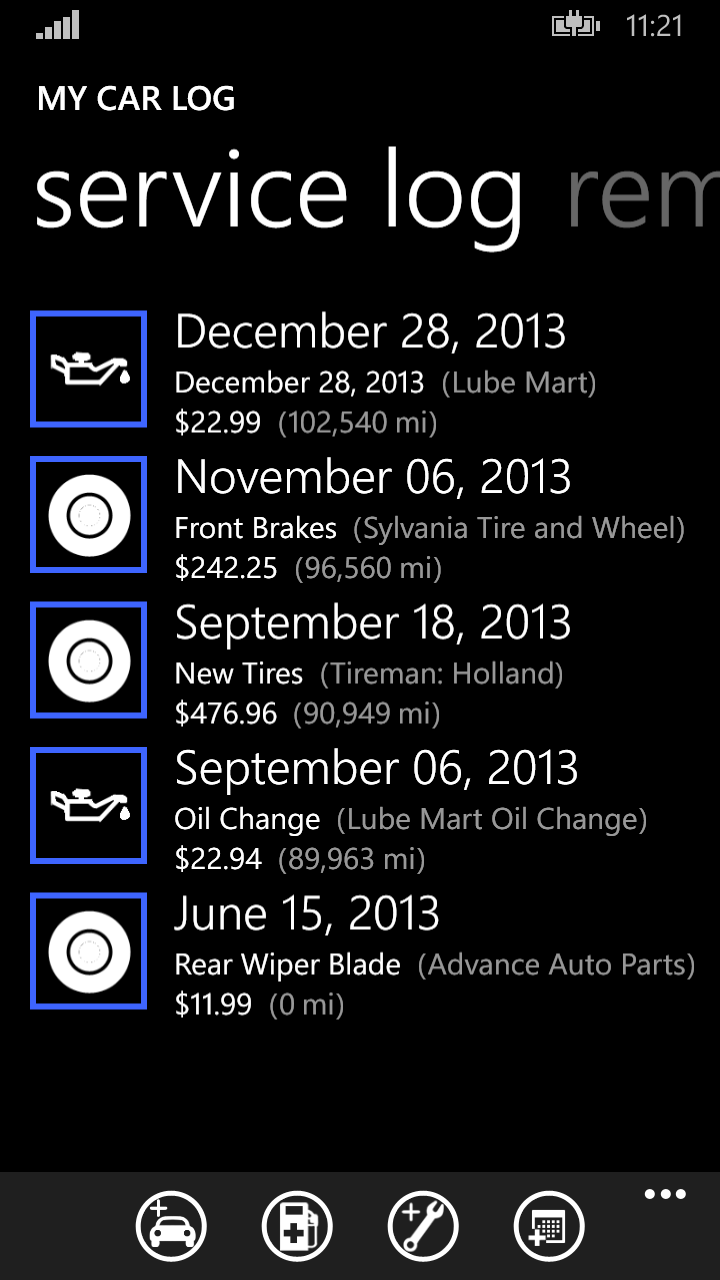 11:21
MY CAR LOG
service log rem
December 28, 2013
December 28, 2013 (Lube Mart)
$22.99 (102,540 mi)
November 06, 2013
Front Brakes (Sylvania Tire and Wheel)
$242.25 (96,560 mi)
September 18, 2013
New Tires (Tireman: Holland)
$476.96 (90,949 mi)
September 06, 2013
Oil Change (Lube Mart Oil Change)
$22.94 (89,963 mi)
June 15, 2013
Rear Wiper Blade (Advance Auto Parts)
$11.99 (0 mi)